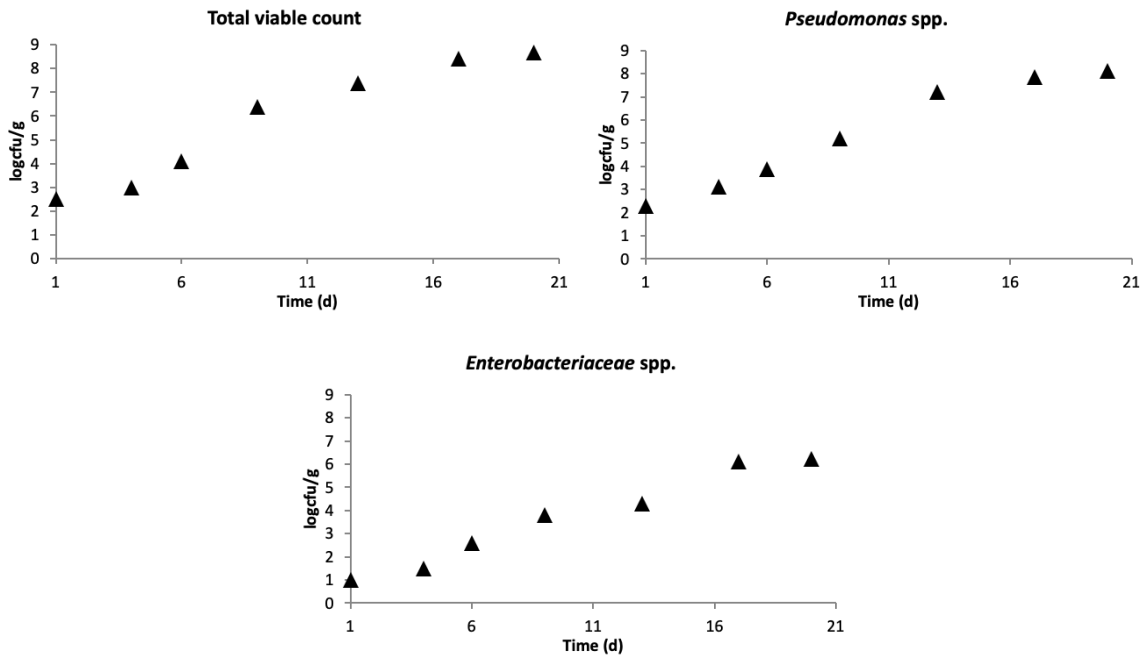 Total viable count
9
8
7
6
5
4
3
2
1
0
logcfu/g
1 6 11 16 21
Time (d)
Pseudomonas spp.
9
8
7
6
5
4
3
2
1
0
logcfu/g
1 6 11 16 21
Time (d)
Enterobacteriaceae spp.
9
8
7
6
5
4
3
2
1
0
logcfu/g
1 6 11 16 21
Time (d)